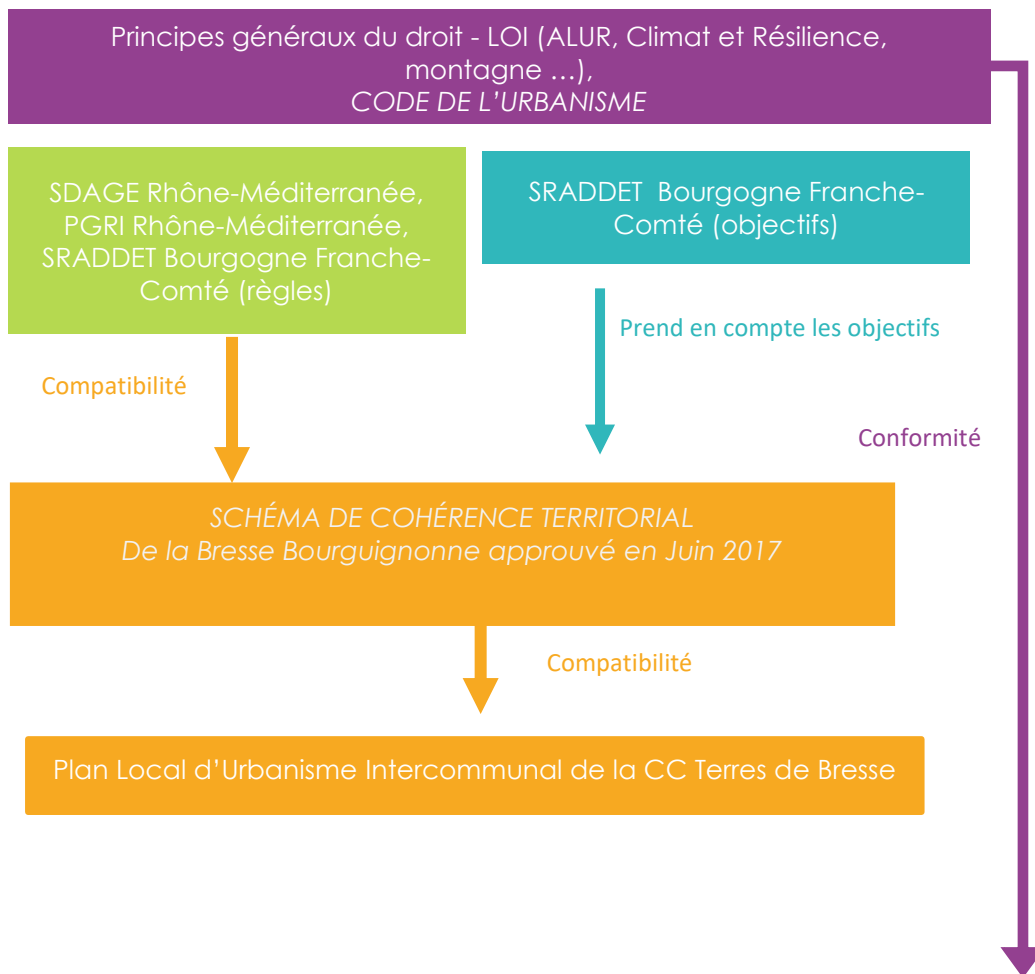 Principes généraux du droit - LOI (ALUR, Climat et Résilience,
montagne …),
CODE DE L’URBANISME
SDAGE Rhône-Méditerranée,
PGRI Rhône-Méditerranée,
SRADDET Bourgogne Franche-
Comté (règles)
SRADDET Bourgogne Franche-
Comté (objectifs)
Prend en compte les objectifs
Compatibilité
Conformité
SCHÉMA DE COHÉRENCE TERRITORIAL
De la Bresse Bourguignonne approuvé en Juin 2017
Compatibilité
Plan Local d’Urbanisme Intercommunal de la CC Terres de Bresse